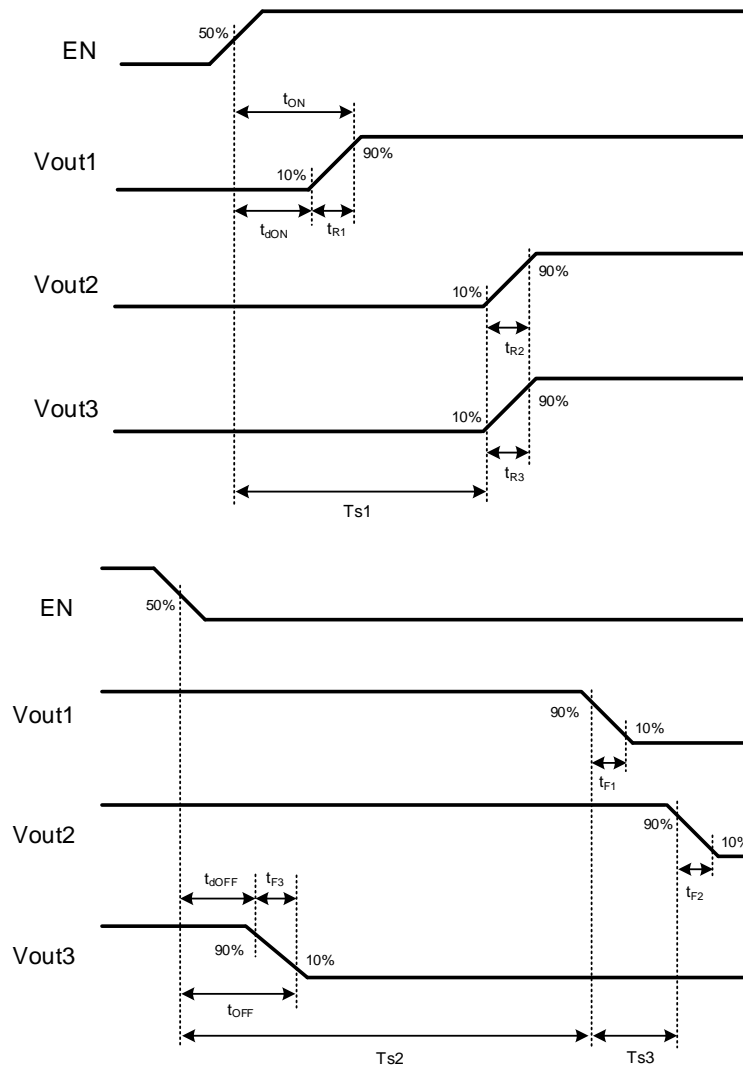 50%
EN
tON
Vout1
10%
90%
tdON
tR1
Vout2
10%
90%
tR2
Vout3
10%
90%
tR3
Ts1
EN
50%
Vout1
90%
10%
tF1
Vout2
90%
10%
tF2
tdOFF
tF3
Vout3
90%
10%
tOFF
Ts2
Ts3